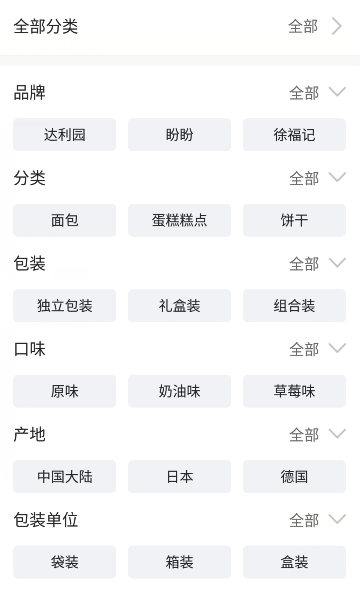 全部分类 全部
品牌 全部
达利园 盼盼 徐福记
分类 全部
面包 蛋糕糕点 饼干
包装 全部
独立包装 礼盒装 组合装
口味 全部
原味 奶油味 草莓味
产地 全部
中国大陆 日本 德国
包装单位 全部
袋装 箱装 盒装